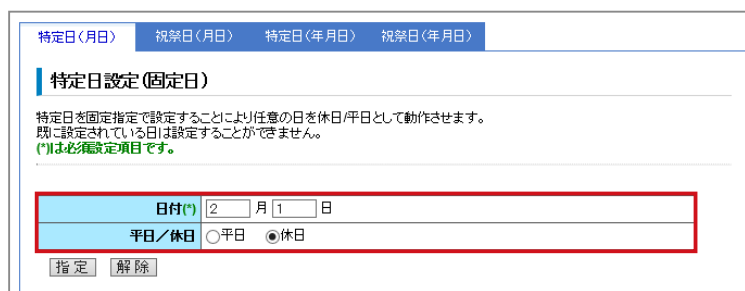 特定日(月日) 祝祭日(月日) 特定日(年月日) 祝祭日(年月日)
特定日設定(固定日)
特定日を固定指定で設定することにより任意の日を休日/平日として動作させます。
既に設定されている日は設定することができません。
(*)は必須設定項目です。
日付(*) 2 月 1 日
平日/休日 平日 休日
指定 解除